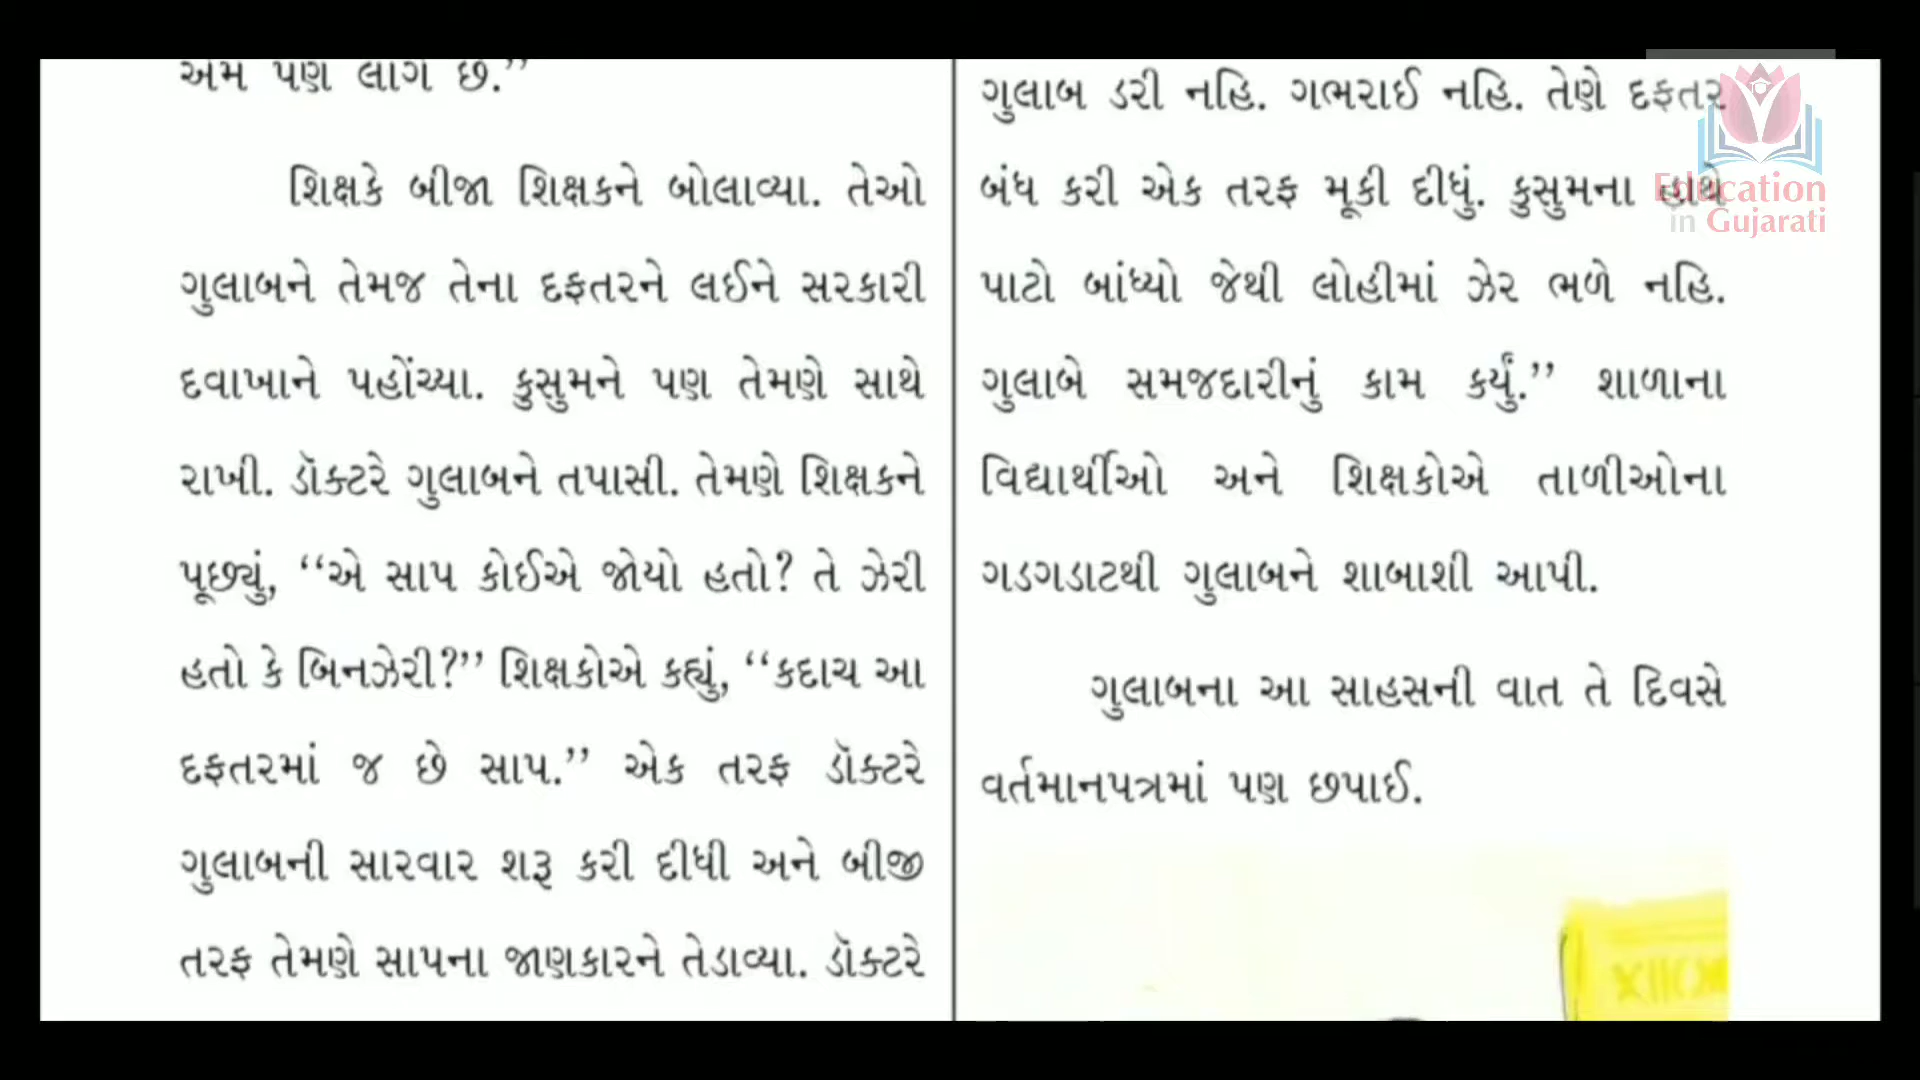 એમ પણ લાગે છે.”
શિક્ષકે બીજા શિક્ષકને બોલાવ્યા. તેઓ
ગુલાબને તેમજ તેના દફતરને લઈને સરકારી
દવાખાને પહોંચ્યા. કુસુમને પણ તેમણે સાથે
રાખી. ડૉક્ટરે ગુલાબને તપાસી. તેમણે શિક્ષકને
પૂછ્યું, “એ સાપ કોઈએ જોયો હતો? તે ઝેરી
હતો કે બિનઝેરી?” શિક્ષકોએ કહ્યું, “કદાચ આ
દફતરમાં જ છે સાપ.” એક તરફ ડૉક્ટરે
ગુલાબની સારવાર શરૂ કરી દીધી અને બીજી
તરફ તેમણે સાપના જાણકારને તેડાવ્યા. ડૉક્ટરે
ગુલાબ ડરી નહિ. ગભરાઈ નહિ. તેણે દફતર
બંધ કરી એક તરફ મૂકી દીધું. કુસુમના હાથે
પાટો બાંધ્યો જેથી લોહીમાં ઝેર ભળે નહિ.
ગુલાબે સમજદારીનું કામ કર્યું.” શાળાના
વિદ્યાર્થીઓ અને શિક્ષકોએ તાળીઓના
ગડગડાટથી ગુલાબને શાબાશી આપી.
ગુલાબના આ સાહસની વાત તે દિવસે
વર્તમાનપત્રમાં પણ છપાઈ.
Education
in Gujarati